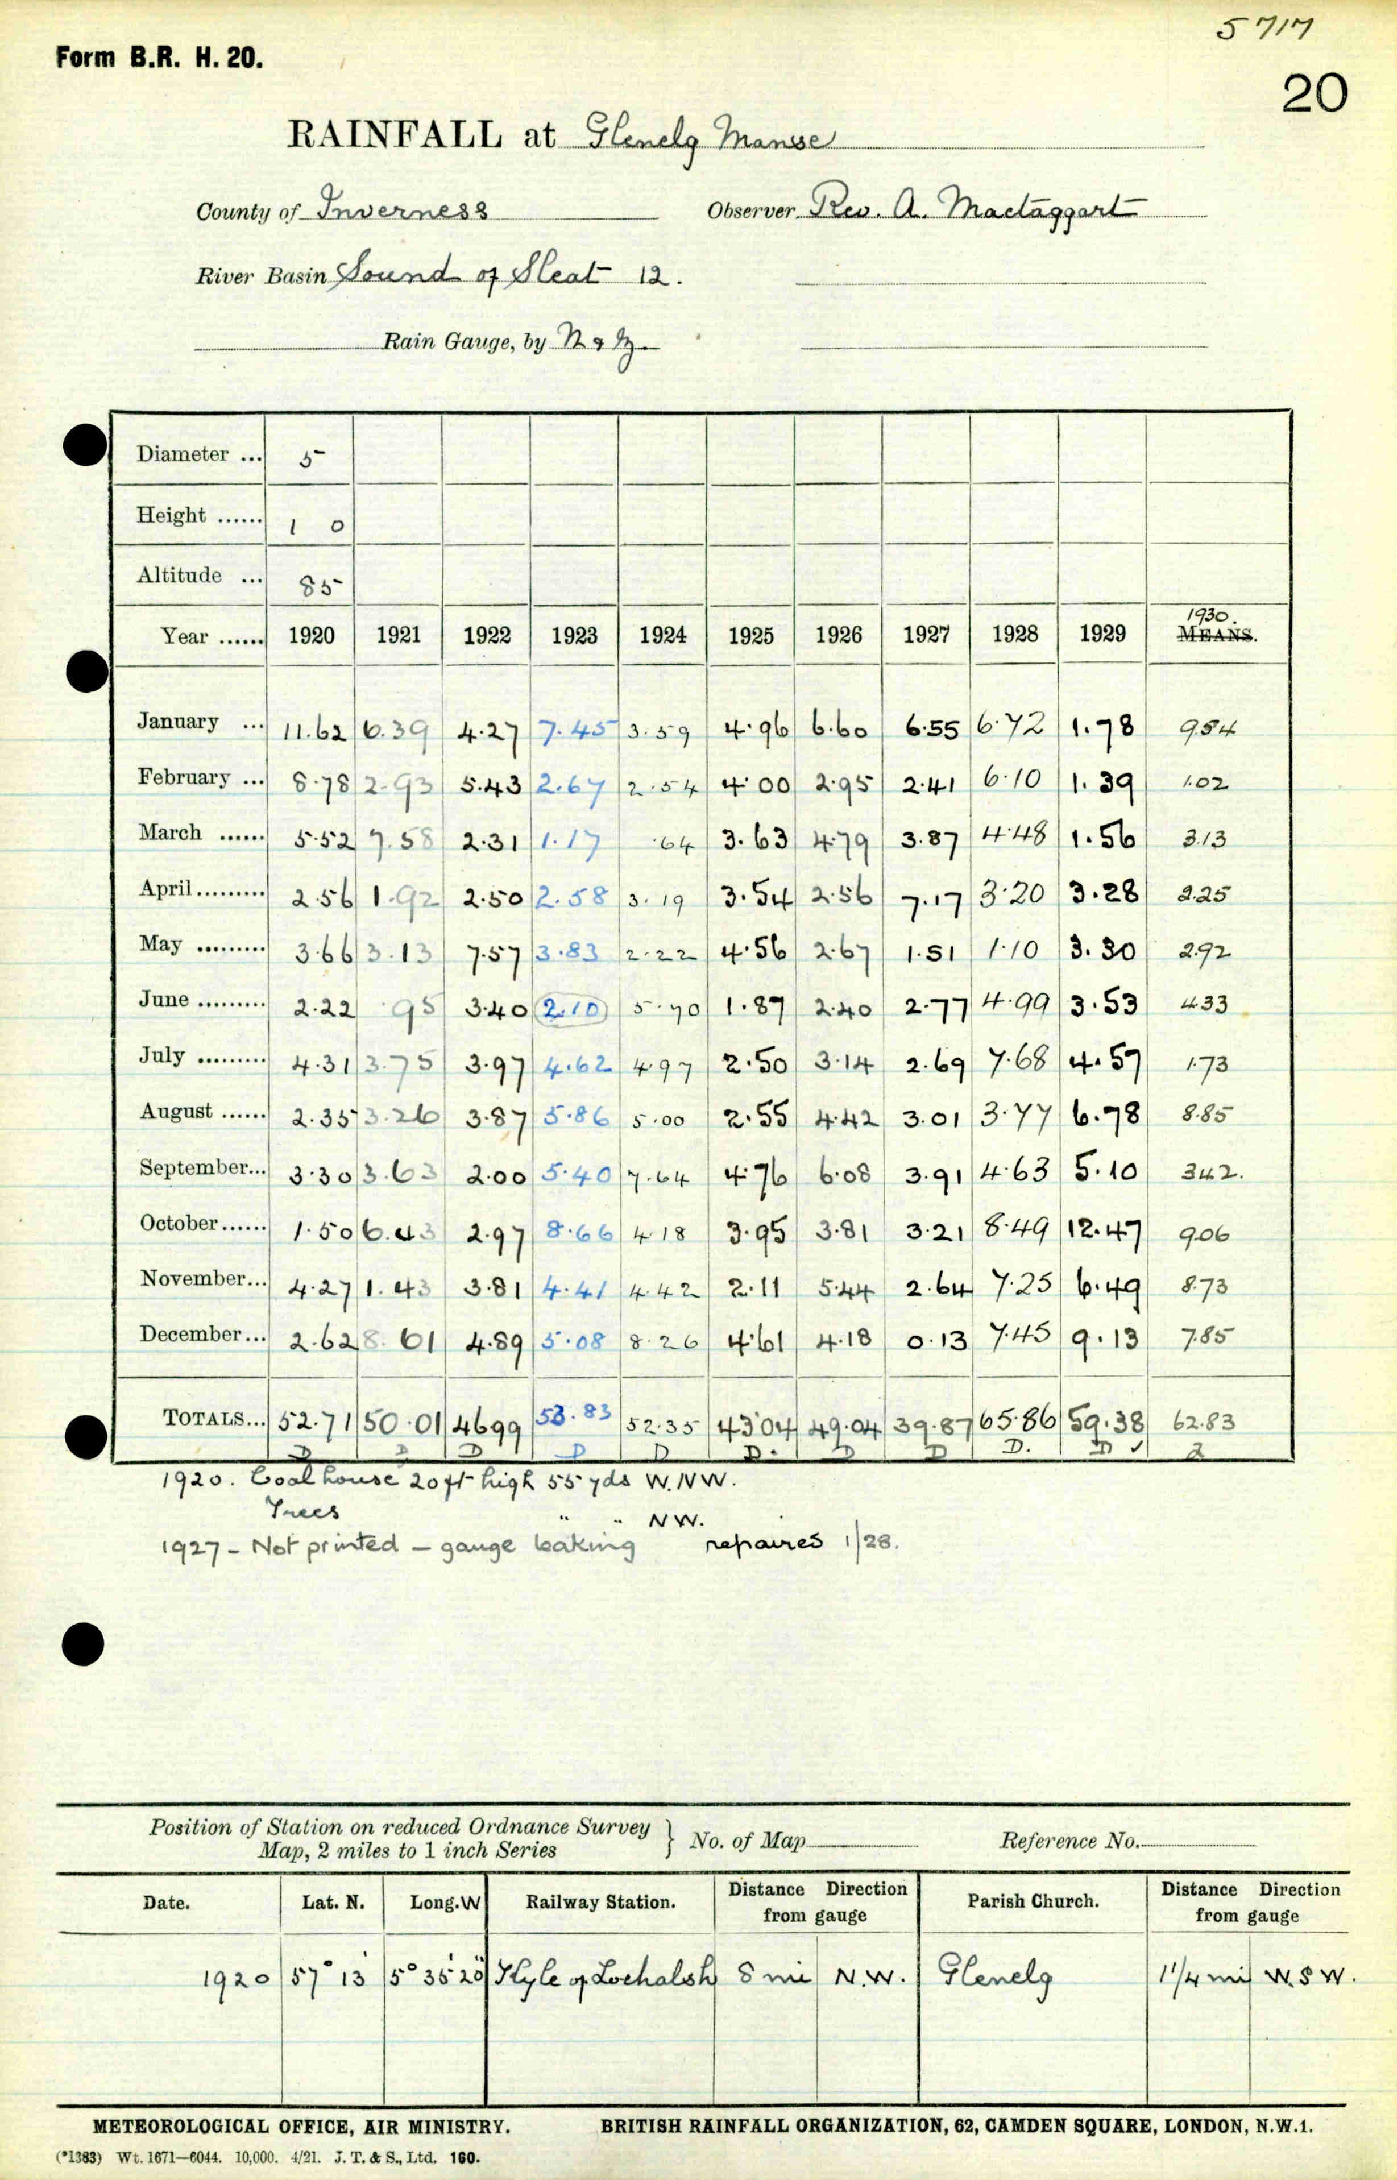 5717
Form B.R. H. 20.
20
RAINFALL at Glenelg Manse
County of Inverness Observer Rev. A. Mactaggart
River Basin Sound of Sleat 12.
Rain Gauge, by N & Z
Diameter ... 5
Height ...... 1 0
Altitude ... 85
1930.
Year ...... 1920 1921 1922 1923 1924 1925 1926 1927 1928 1929 MEANS.
January ... 11.62 6.39 4.27 7.45 3.59 4.96 6.60 6.55 6.72 1.78 9.54
February ... 8.78 2.93 5.43 2.67 2.54 4.00 2.95 2.41 6.10 1.39 1.02
March ...... 5.52 7.58 2.31 1.17 .64 3.63 4.79 3.87 4.48 1.56 3.13
April......... 2.56 1.92 2.50 2.58 3.19 3.54 2.56 7.17 3.20 3.28 2.25
May ......... 3.66 3.13 7.57 3.83 2.22 4.56 2.67 1.51 1.10 3.30 2.92
June ......... 2.22 .95 3.40 2.10 5.70 1.87 2.40 2.77 4.99 3.53 4.33
July ......... 4.31 3.75 3.97 4.62 4.97 2.50 3.14 2.69 7.68 4.57 1.73
August ...... 2.35 3.26 3.87 5.86 5.00 2.55 4.42 3.01 3.77 6.78 8.85
September... 3.30 3.63 2.00 5.40 7.64 4.76 6.08 3.91 4.63 5.10 3.42.
October...... 1.50 6.43 2.97 8.66 4.18 3.95 3.81 3.21 8.49 12.47 9.06
November... 4.27 1.43 3.81 4.41 4.42 2.11 5.44 2.64 7.25 6.49 8.73
December... 2.62 8.61 4.89 5.08 8.26 4.61 4.18 0.13 7.45 9.13 7.85
TOTALS... 52.71 50.01 46.99 53.83 52.35 43.04 49.04 39.87 65.86 59.38 62.83
D D D D D D. D D D. D ✓ 2
1920. Coal house 20 ft high 55 yds W.N.W.
Trees " " N.W.
1927 - Not printed - gauge leaking repaires 1/28.
Position of Station on reduced Ordnance Survey
Map, 2 miles to 1 inch Series } No. of Map Reference No.
Date. Lat. N. Long. W Railway Station. Distance Direction from gauge Parish Church. Distance Direction from gauge
1920 57° 13' 5° 35' 20" Kyle of Lochalsh 8 mi N.W. Glenelg 1 1/4 mi W.S.W.
METEOROLOGICAL OFFICE, AIR MINISTRY. BRITISH RAINFALL ORGANIZATION, 62, CAMDEN SQUARE, LONDON, N.W.1.
(*1383) Wt. 1671—6044. 10,000. 4/21. J. T. & S., Ltd. 160.